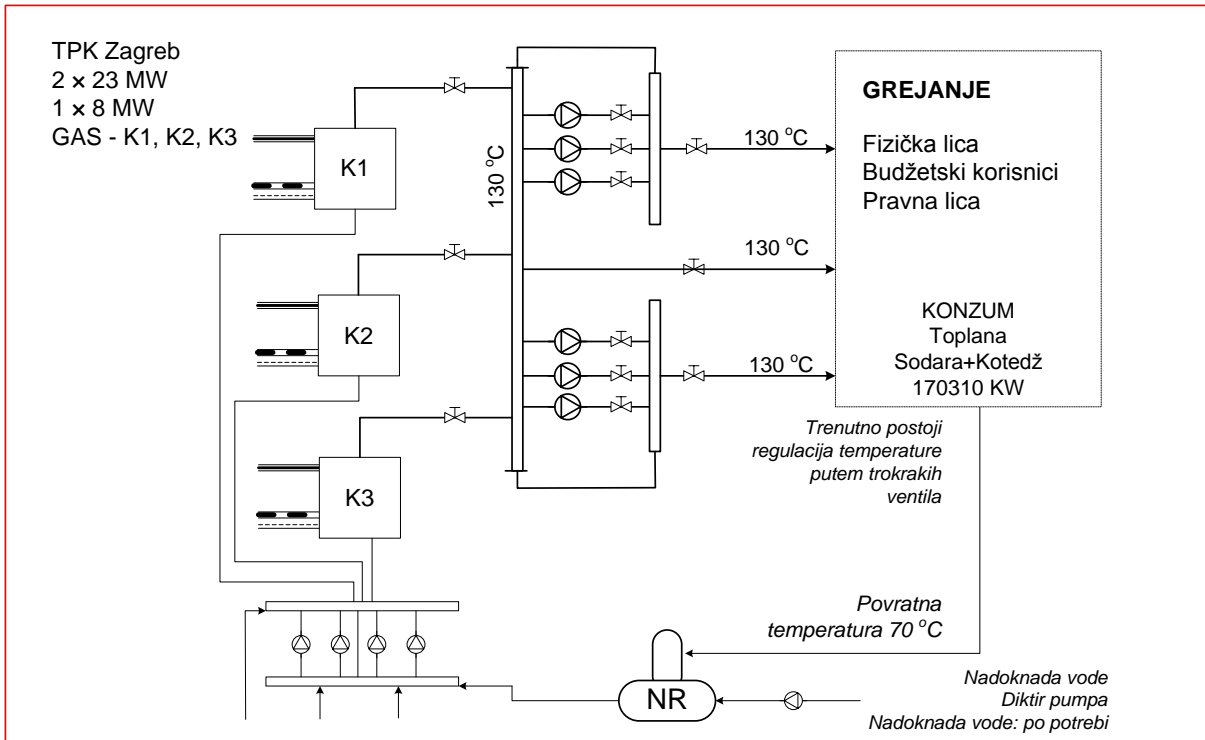 TPK Zagreb
2 × 23 MW
1 × 8 MW
GAS - K1, K2, K3
K1
K2
K3
130 °C
130 °C
130 °C
130 °C
GREJANJE
Fizička lica
Budžetski korisnici
Pravna lica
KONZUM
Toplana
Sodara+Kotedž
170310 KW
Trenutno postoji
regulacija temperature
putem trokrakih
ventila
Povratna
temperatura 70 °C
NR
Nadoknada vode
Diktir pumpa
Nadoknada vode: po potrebi